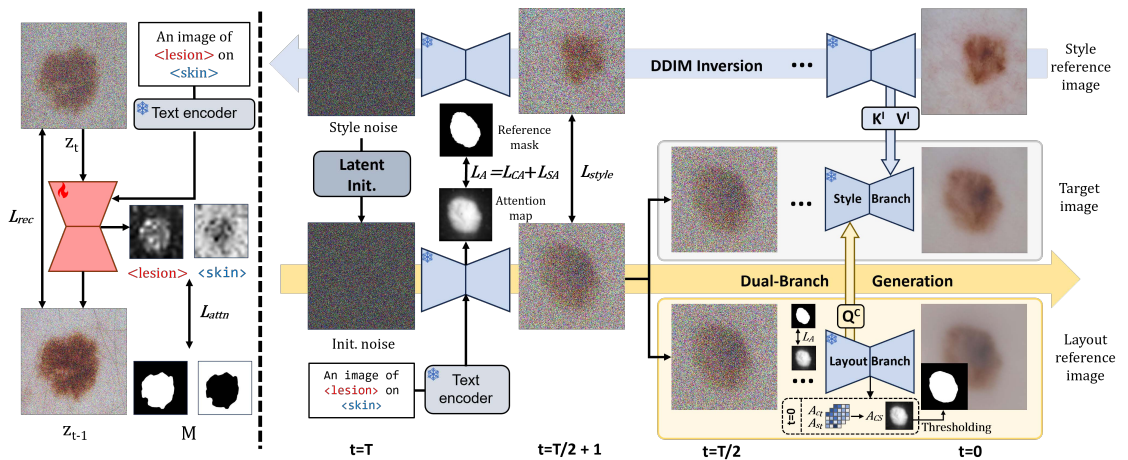 An image of
<lesion> on
<skin>
Text encoder
z_t
L_rec
<lesion> <skin>
L_attn
z_{t-1}
M
DDIM Inversion
...
Style
reference
image
Style noise
Reference
mask
K^I V^I
Latent
Init.
L_A = L_CA + L_SA
L_style
Attention
map
...
Style Branch
Target
image
Dual-Branch Generation
Init. noise
Q^C
L_A
Layout Branch
...
Layout
reference
image
An image of
<lesion> on
<skin>
Text
encoder
t=0
A_ct
A_st
A_CS
Thresholding
t=T
t=T/2 + 1
t=T/2
t=0